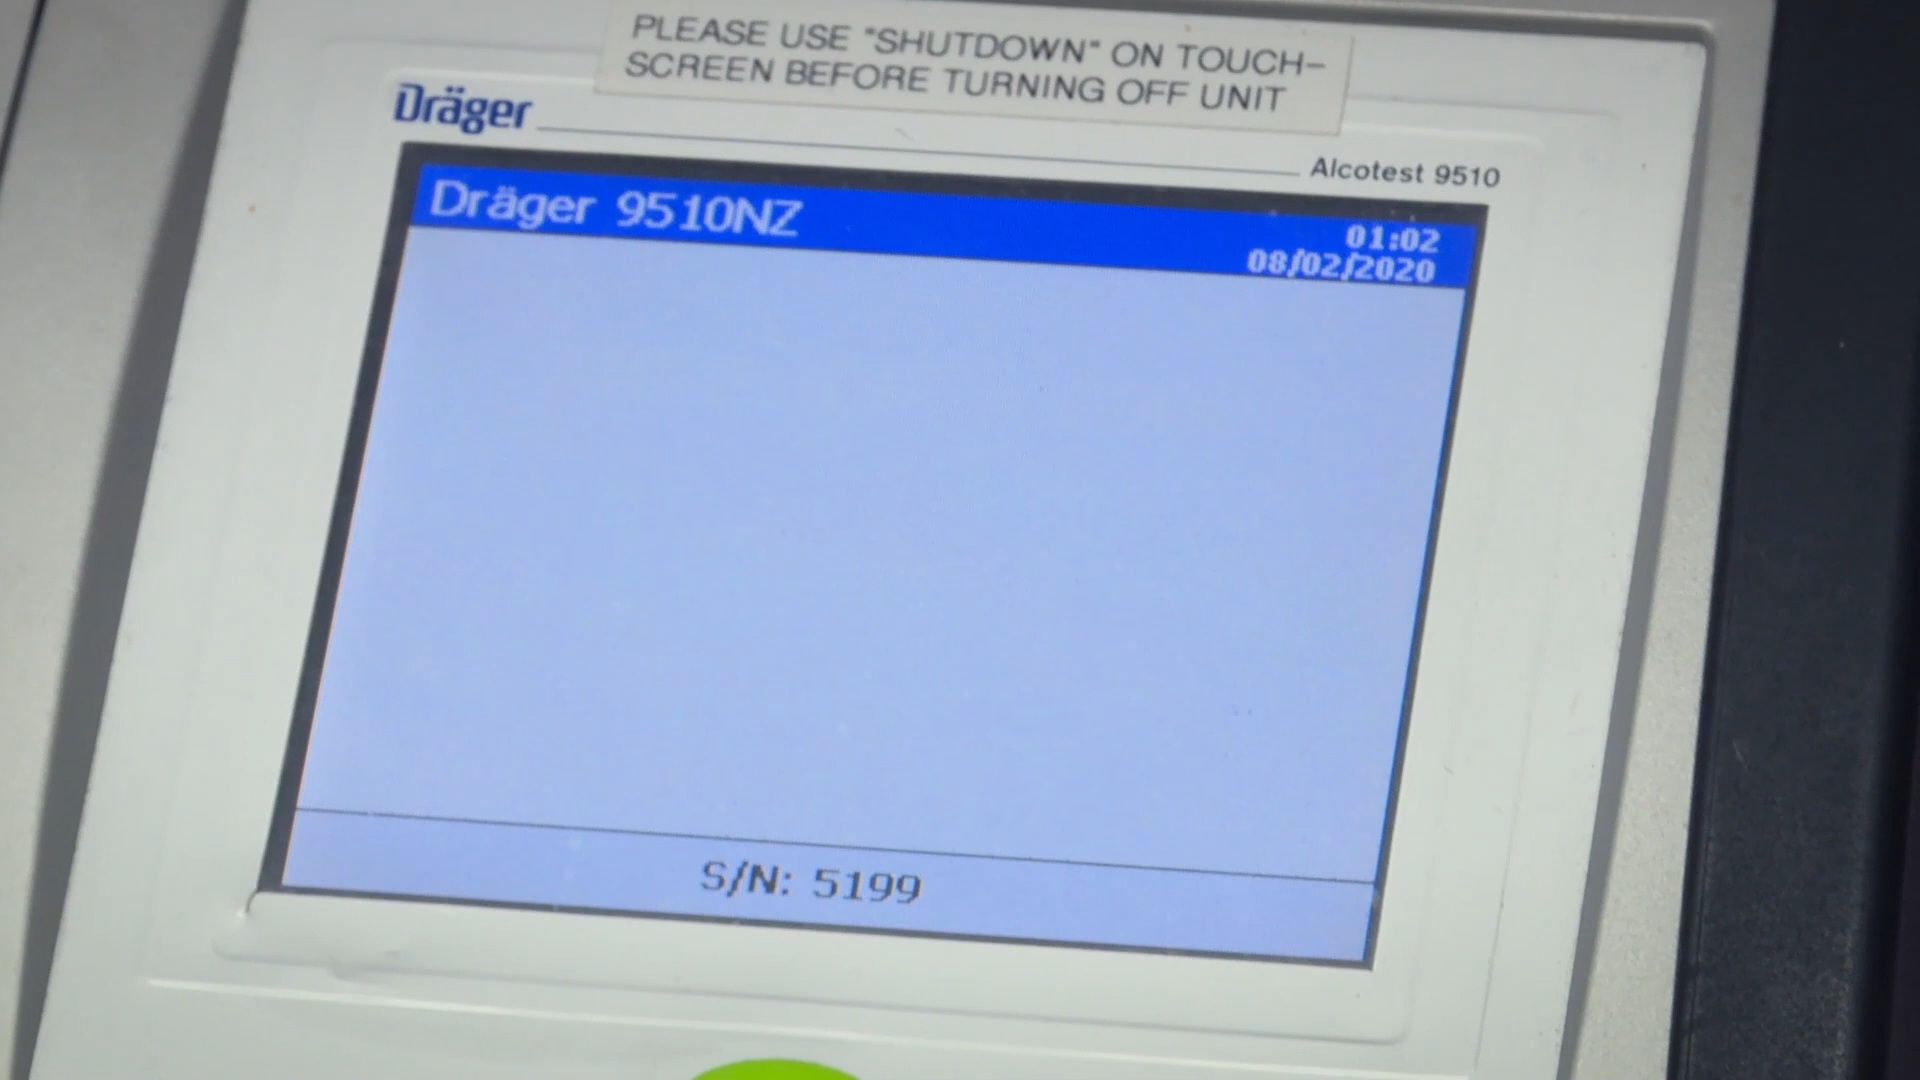 PLEASE USE "SHUTDOWN" ON TOUCH-
SCREEN BEFORE TURNING OFF UNIT
Dräger
Alcotest 9510
Dräger 9510NZ
01:02
08/02/2020
S/N: 5199